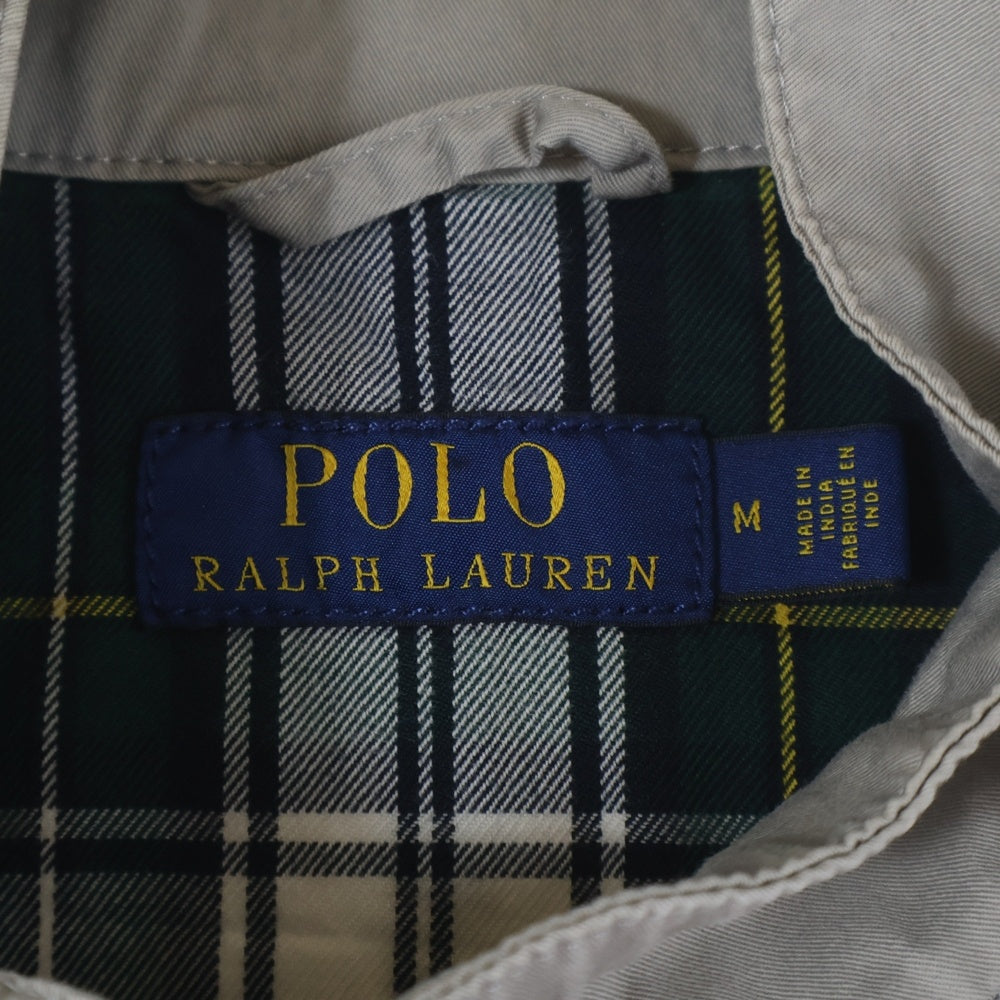 POLO
RALPH LAUREN
M
MADE IN
INDIA
FABRIQUÉ EN
INDE